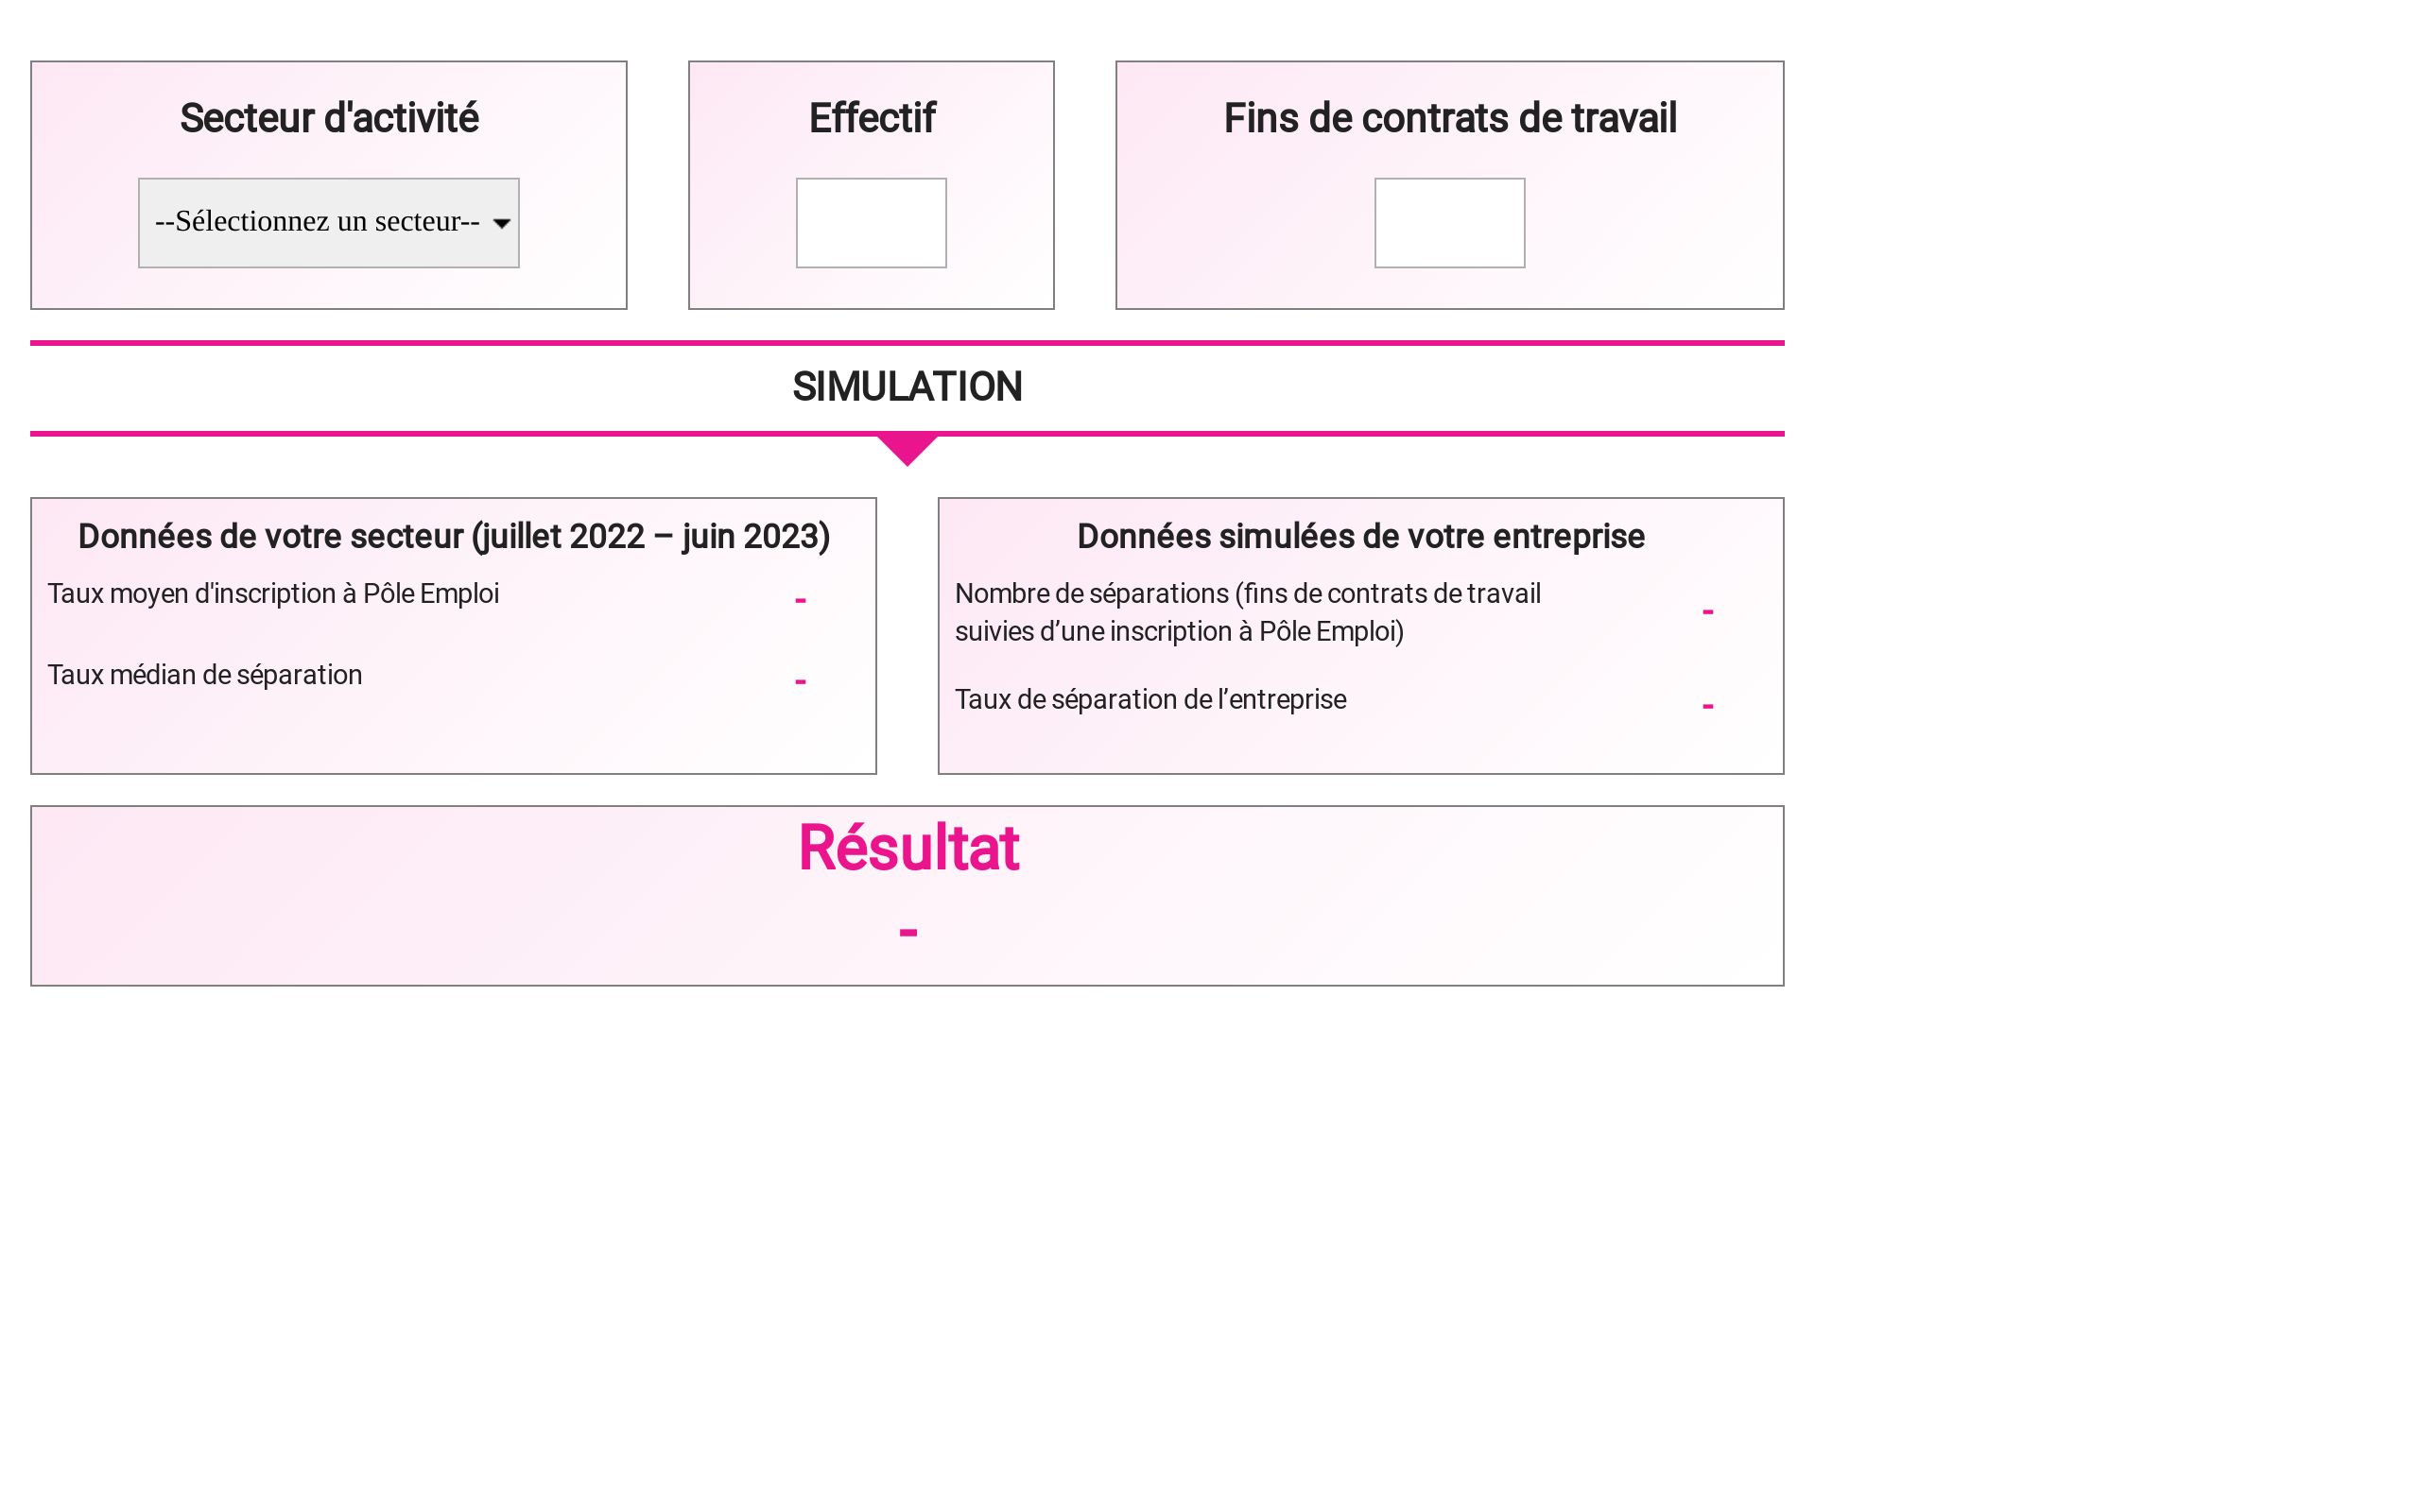 Secteur d'activité
--Sélectionnez un secteur--
Effectif
Fins de contrats de travail
SIMULATION
Données de votre secteur (juillet 2022 – juin 2023)
Taux moyen d'inscription à Pôle Emploi
-
Taux médian de séparation
-
Données simulées de votre entreprise
Nombre de séparations (fins de contrats de travail
suivies d’une inscription à Pôle Emploi)
-
Taux de séparation de l’entreprise
-
Résultat
-